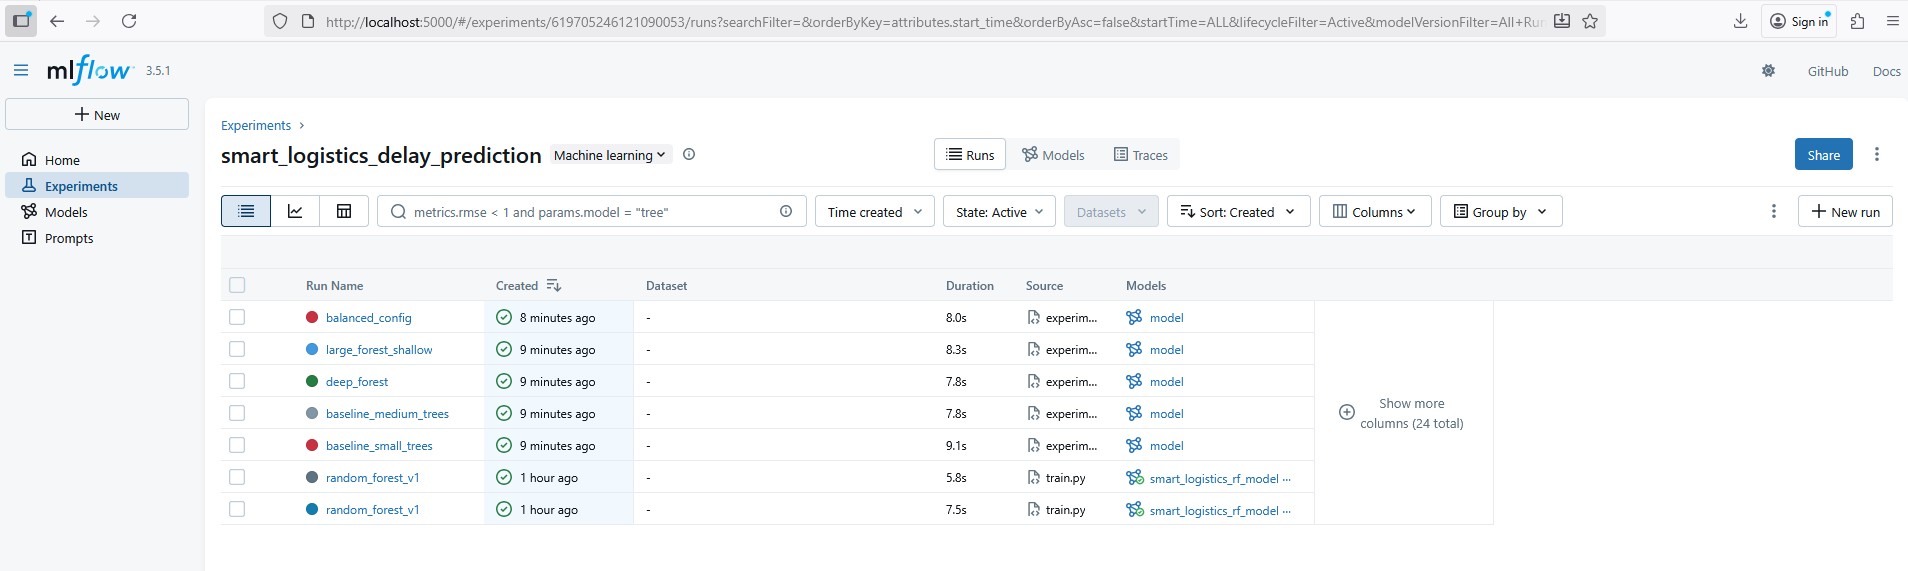 http://localhost:5000/#/experiments/619705246121090053/runs?searchFilter=&orderByKey=attributes.start_time&orderByAsc=false&startTime=ALL&lifecycleFilter=Active&modelVersionFilter=All+Ru
Sign in
mlflow 3.5.1
GitHub Docs
New
Home
Experiments
Models
Prompts
Experiments
smart_logistics_delay_prediction Machine learning
Runs Models Traces
Share
metrics.rmse < 1 and params.model = "tree"
Time created State: Active Datasets Sort: Created Columns Group by New run
Run Name Created Dataset Duration Source Models
balanced_config 8 minutes ago - 8.0s experim... model
large_forest_shallow 9 minutes ago - 8.3s experim... model
deep_forest 9 minutes ago - 7.8s experim... model
baseline_medium_trees 9 minutes ago - 7.8s experim... model
baseline_small_trees 9 minutes ago - 9.1s experim... model
random_forest_v1 1 hour ago - 5.8s train.py smart_logistics_rf_model ...
random_forest_v1 1 hour ago - 7.5s train.py smart_logistics_rf_model ...
Show more
columns (24 total)